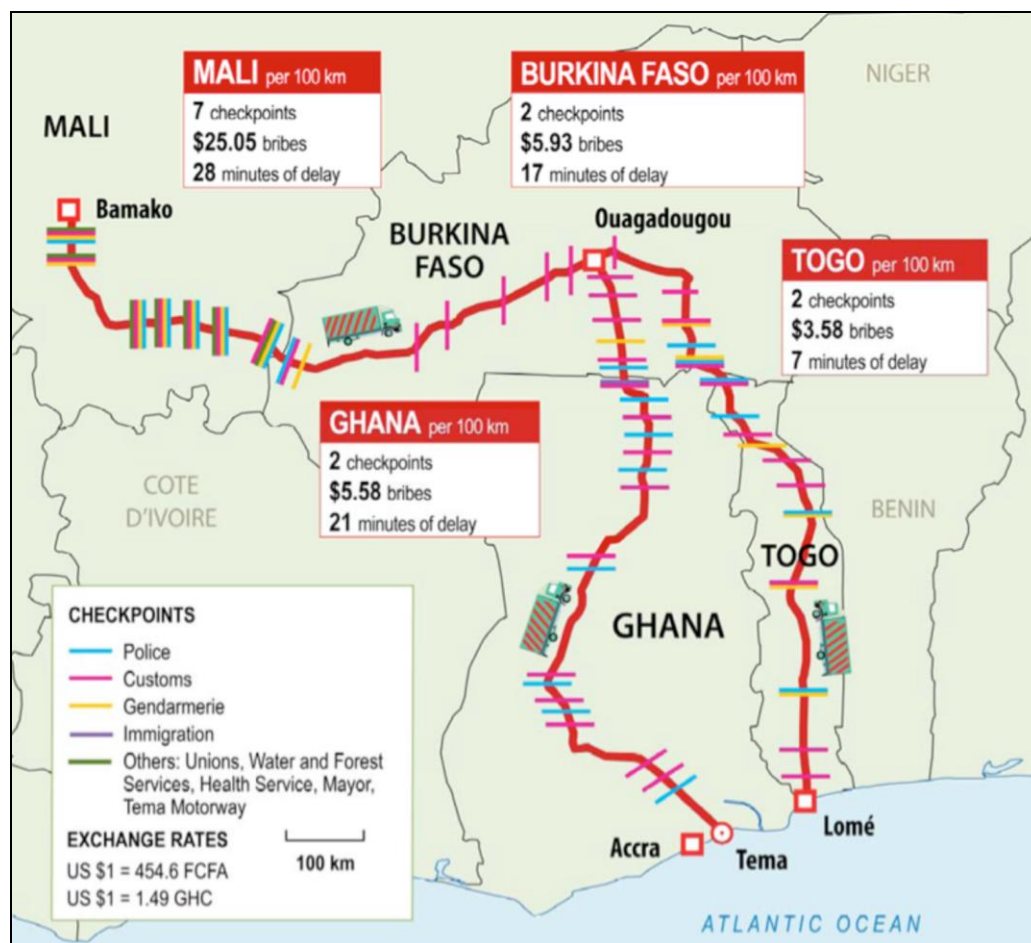 MALI per 100 km
7 checkpoints
$25.05 bribes
28 minutes of delay
BURKINA FASO per 100 km
2 checkpoints
$5.93 bribes
17 minutes of delay
NIGER
MALI
Bamako
BURKINA
FASO
Ouagadougou
TOGO per 100 km
2 checkpoints
$3.58 bribes
7 minutes of delay
GHANA per 100 km
2 checkpoints
$5.58 bribes
21 minutes of delay
COTE
D'IVOIRE
BENIN
TOGO
GHANA
CHECKPOINTS
Police
Customs
Gendarmerie
Immigration
Others: Unions, Water and Forest
Services, Health Service, Mayor,
Tema Motorway
EXCHANGE RATES
US $1 = 454.6 FCFA
US $1 = 1.49 GHC
100 km
Accra
Tema
Lomé
ATLANTIC OCEAN